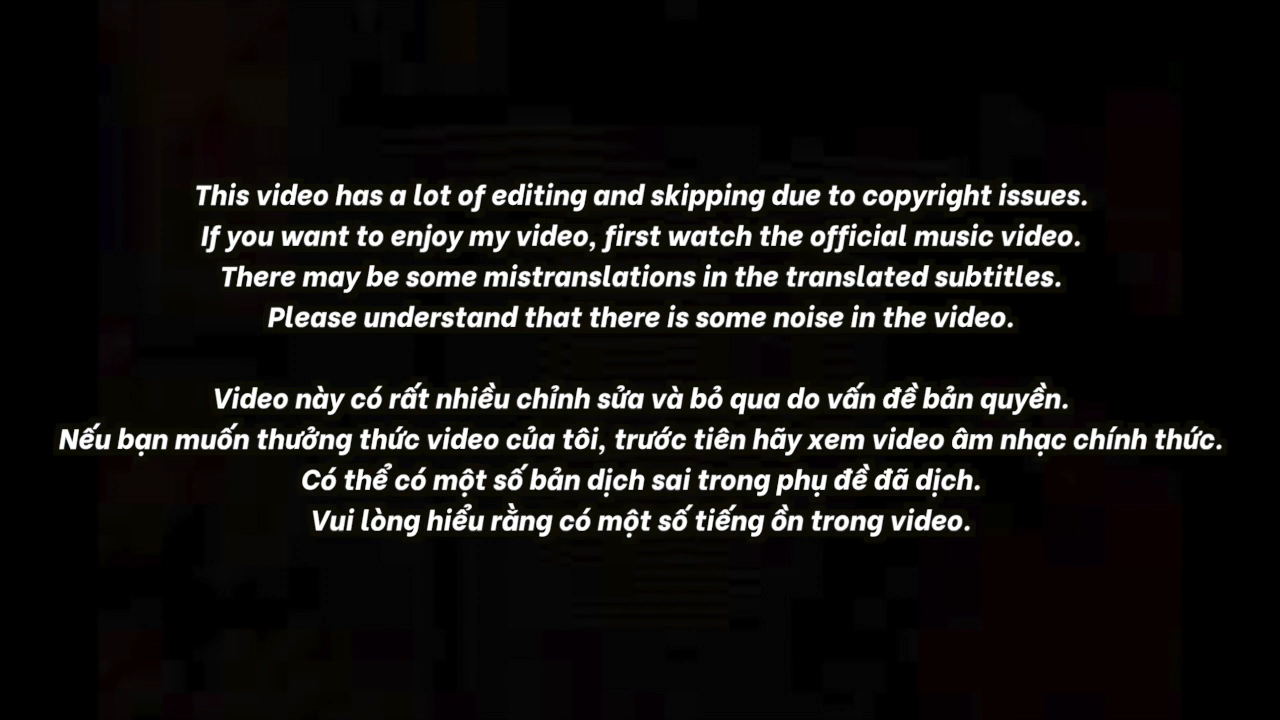 This video has a lot of editing and skipping due to copyright issues.
If you want to enjoy my video, first watch the official music video.
There may be some mistranslations in the translated subtitles.
Please understand that there is some noise in the video.
Video này có rất nhiều chỉnh sửa và bỏ qua do vấn đề bản quyền.
Nếu bạn muốn thưởng thức video của tôi, trước tiên hãy xem video âm nhạc chính thức.
Có thể có một số bản dịch sai trong phụ đề đã dịch.
Vui lòng hiểu rằng có một số tiếng ồn trong video.